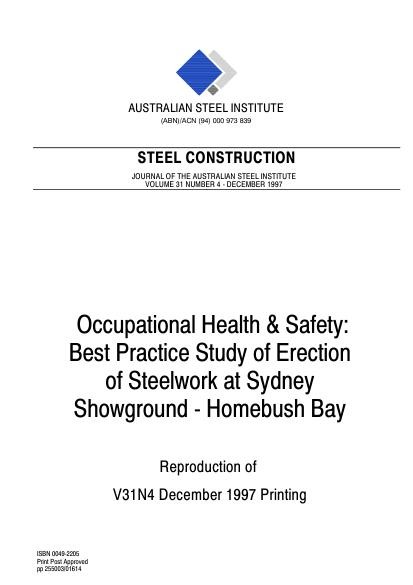 AUSTRALIAN STEEL INSTITUTE
(ABN)/ACN (94) 000 973 839
STEEL CONSTRUCTION
JOURNAL OF THE AUSTRALIAN STEEL INSTITUTE
VOLUME 31 NUMBER 4 - DECEMBER 1997
Occupational Health & Safety:
Best Practice Study of Erection
of Steelwork at Sydney
Showground - Homebush Bay
Reproduction of
V31N4 December 1997 Printing
ISBN 0049-2205
Print Post Approved
pp 255003/01614